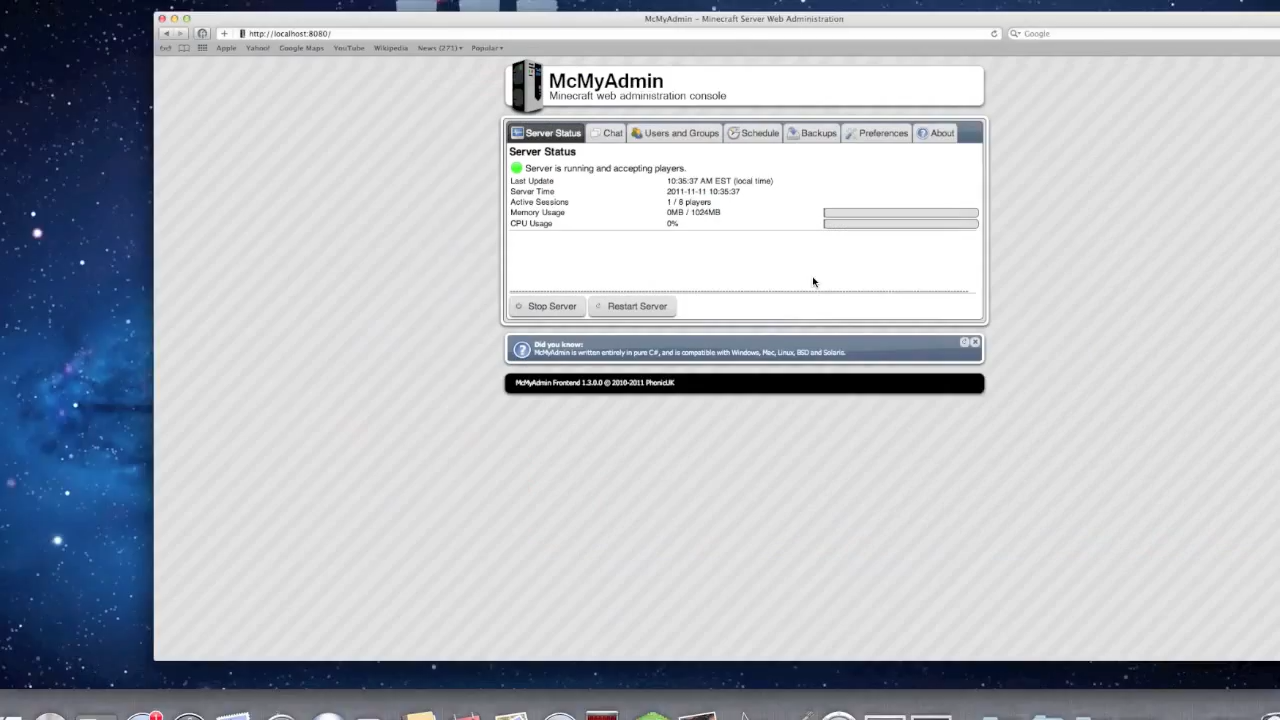 McMyAdmin – Minecraft Server Web Administration
http://localhost:8080/
Google
Apple Yahoo! Google Maps YouTube Wikipedia News (271) Popular
McMyAdmin
Minecraft web administration console
Server Status Chat Users and Groups Schedule Backups Preferences About
Server Status
Server is running and accepting players.
Last Update 10:35:37 AM EST (local time)
Server Time 2011-11-11 10:35:37
Active Sessions 1 / 8 players
Memory Usage 0MB / 1024MB
CPU Usage 0%
Stop Server Restart Server
Did you know:
McMyAdmin is written entirely in pure C#, and is compatible with Windows, Mac, Linux, BSD and Solaris.
McMyAdmin Frontend 1.3.0.0 © 2010-2011 PhonicUK
1